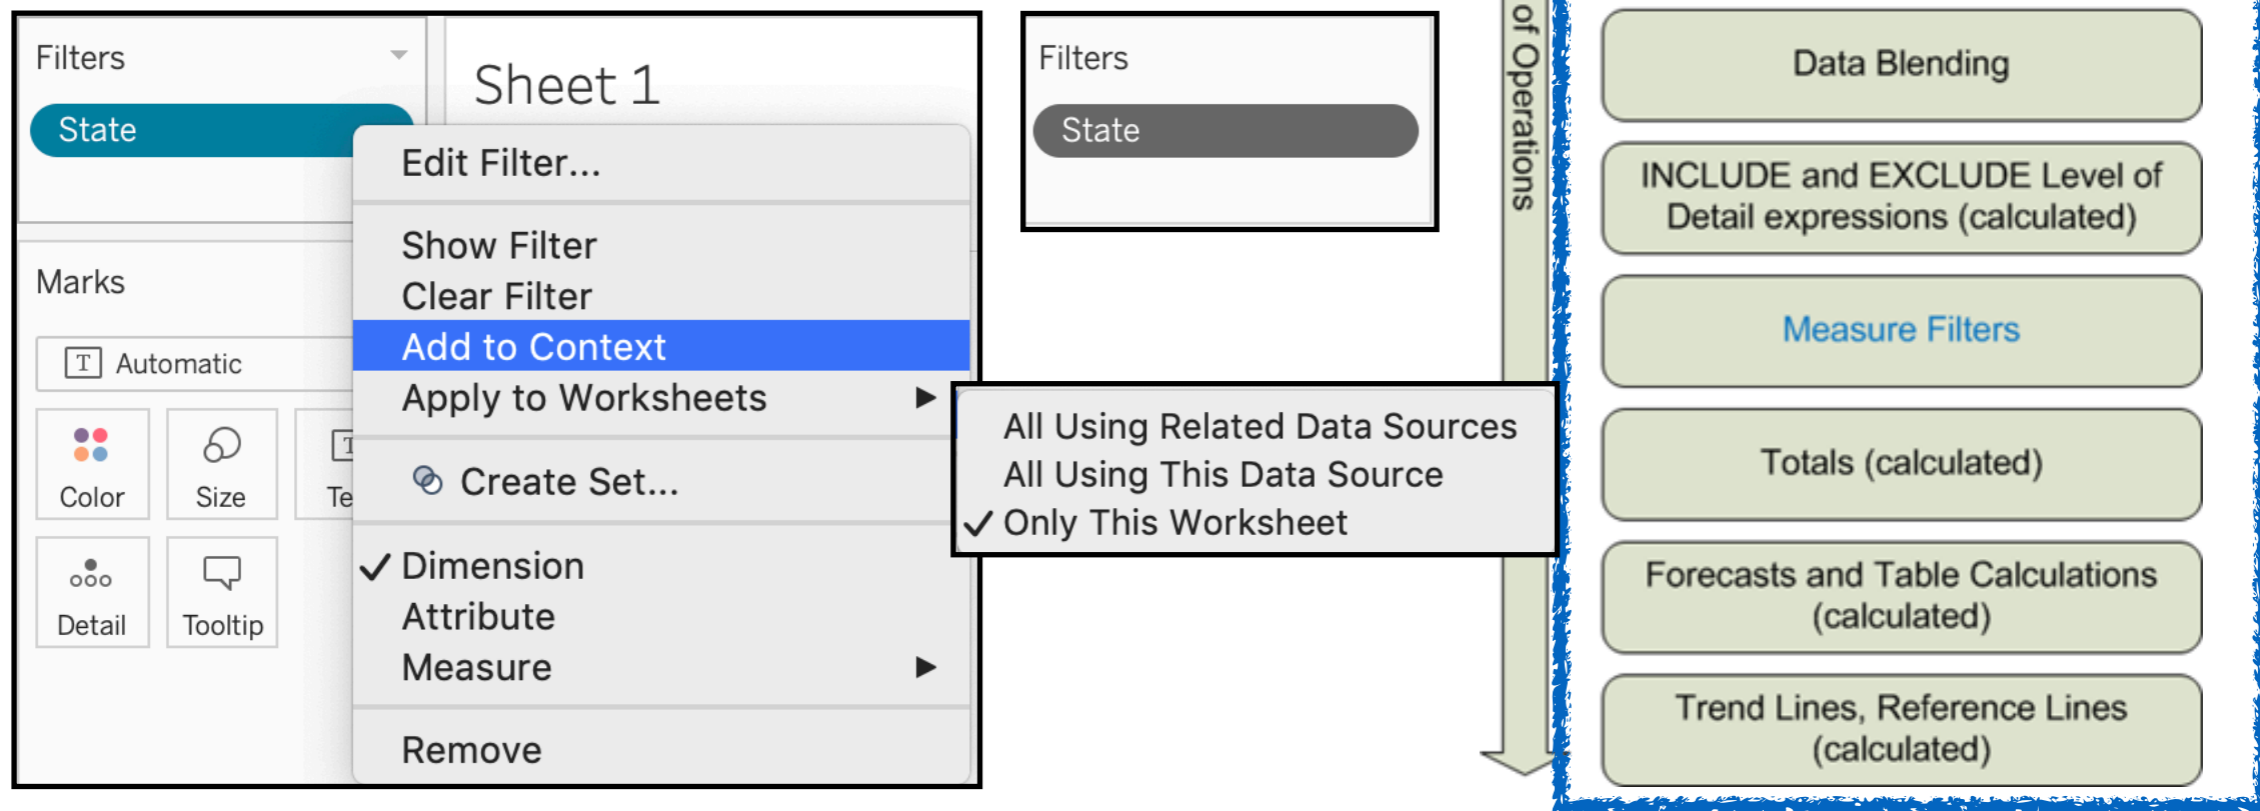 Filters
State
Sheet 1
Edit Filter...
Show Filter
Clear Filter
Add to Context
Apply to Worksheets
Create Set...
Dimension
Attribute
Measure
Remove
Marks
T Automatic
Color
Size
Detail
Tooltip
All Using Related Data Sources
All Using This Data Source
Only This Worksheet
Filters
State
of Operations
Data Blending
INCLUDE and EXCLUDE Level of
Detail expressions (calculated)
Measure Filters
Totals (calculated)
Forecasts and Table Calculations
(calculated)
Trend Lines, Reference Lines
(calculated)